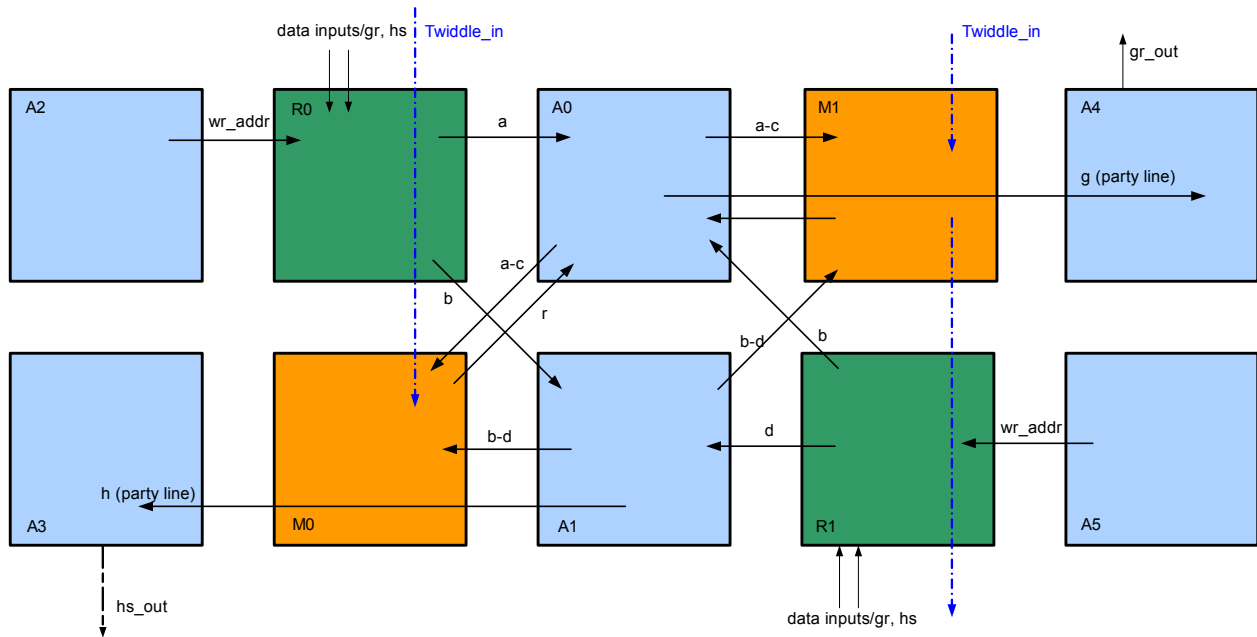 data inputs/gr, hs
Twiddle_in
Twiddle_in
gr_out
A2
R0
A0
M1
A4
wr_addr
a
a-c
g (party line)
a-c
b
r
b-d
b
wr_addr
b-d
d
h (party line)
A3
M0
A1
R1
A5
hs_out
data inputs/gr, hs